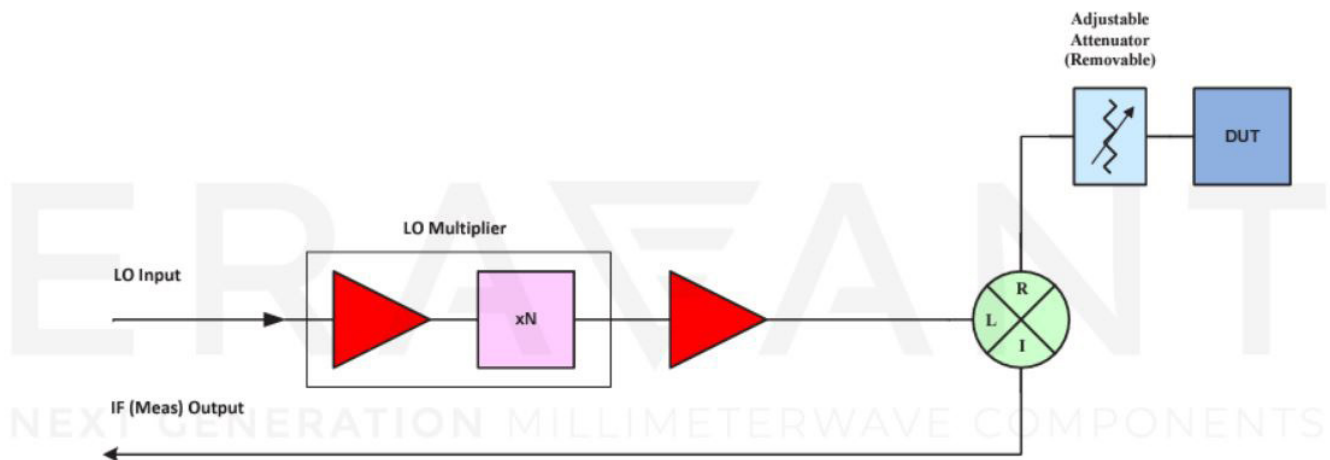 Adjustable
Attenuator
(Removable)
DUT
ERAVANT
LO Multiplier
LO Input
xN
R
L
I
IF (Meas) Output
NEXT GENERATION MILLIMETERWAVE COMPONENTS